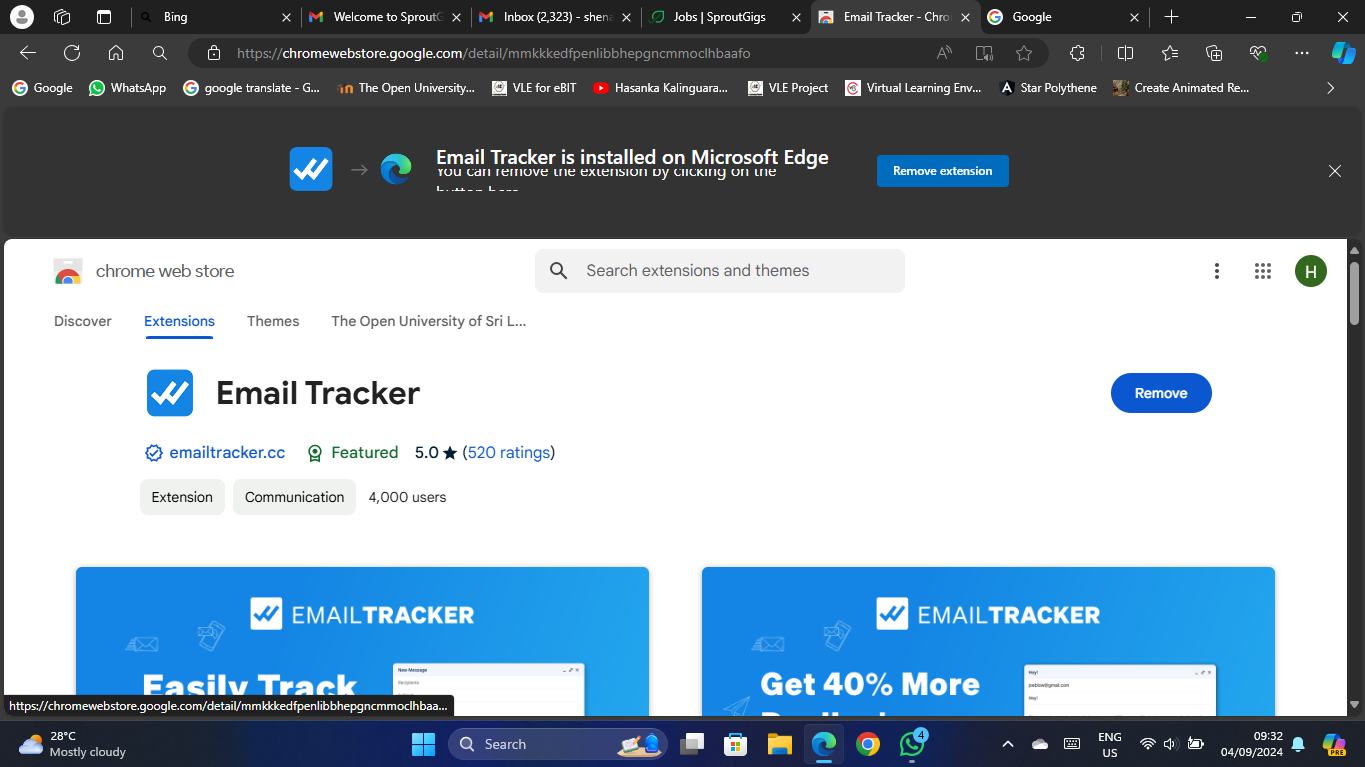 Bing
Welcome to SproutG
Inbox (2,323) - shena
Jobs | SproutGigs
Email Tracker - Chro
Google
https://chromewebstore.google.com/detail/mmkkkedfpenlibbhepgncmmoclhbaafo
Google
WhatsApp
google translate - G...
The Open University...
VLE for eBIT
Hasanka Kalinguara...
VLE Project
Virtual Learning Env...
Star Polythene
Create Animated Re...
Email Tracker is installed on Microsoft Edge
You can remove the extension by clicking on the
button here
Remove extension
chrome web store
Search extensions and themes
H
Discover
Extensions
Themes
The Open University of Sri L...
Email Tracker
Remove
emailtracker.cc
Featured
5.0 ★ (520 ratings)
Extension
Communication
4,000 users
EMAILTRACKER
Easily Track
New Message
Recipients
EMAILTRACKER
Get 40% More
Hey!
joeblow@gmail.com
Hey!
https://chromewebstore.google.com/detail/mmkkkedfpenlibbhepgncmmoclhbaa...
28°C
Mostly cloudy
Search
4
ENG
US
09:32
04/09/2024
PRE